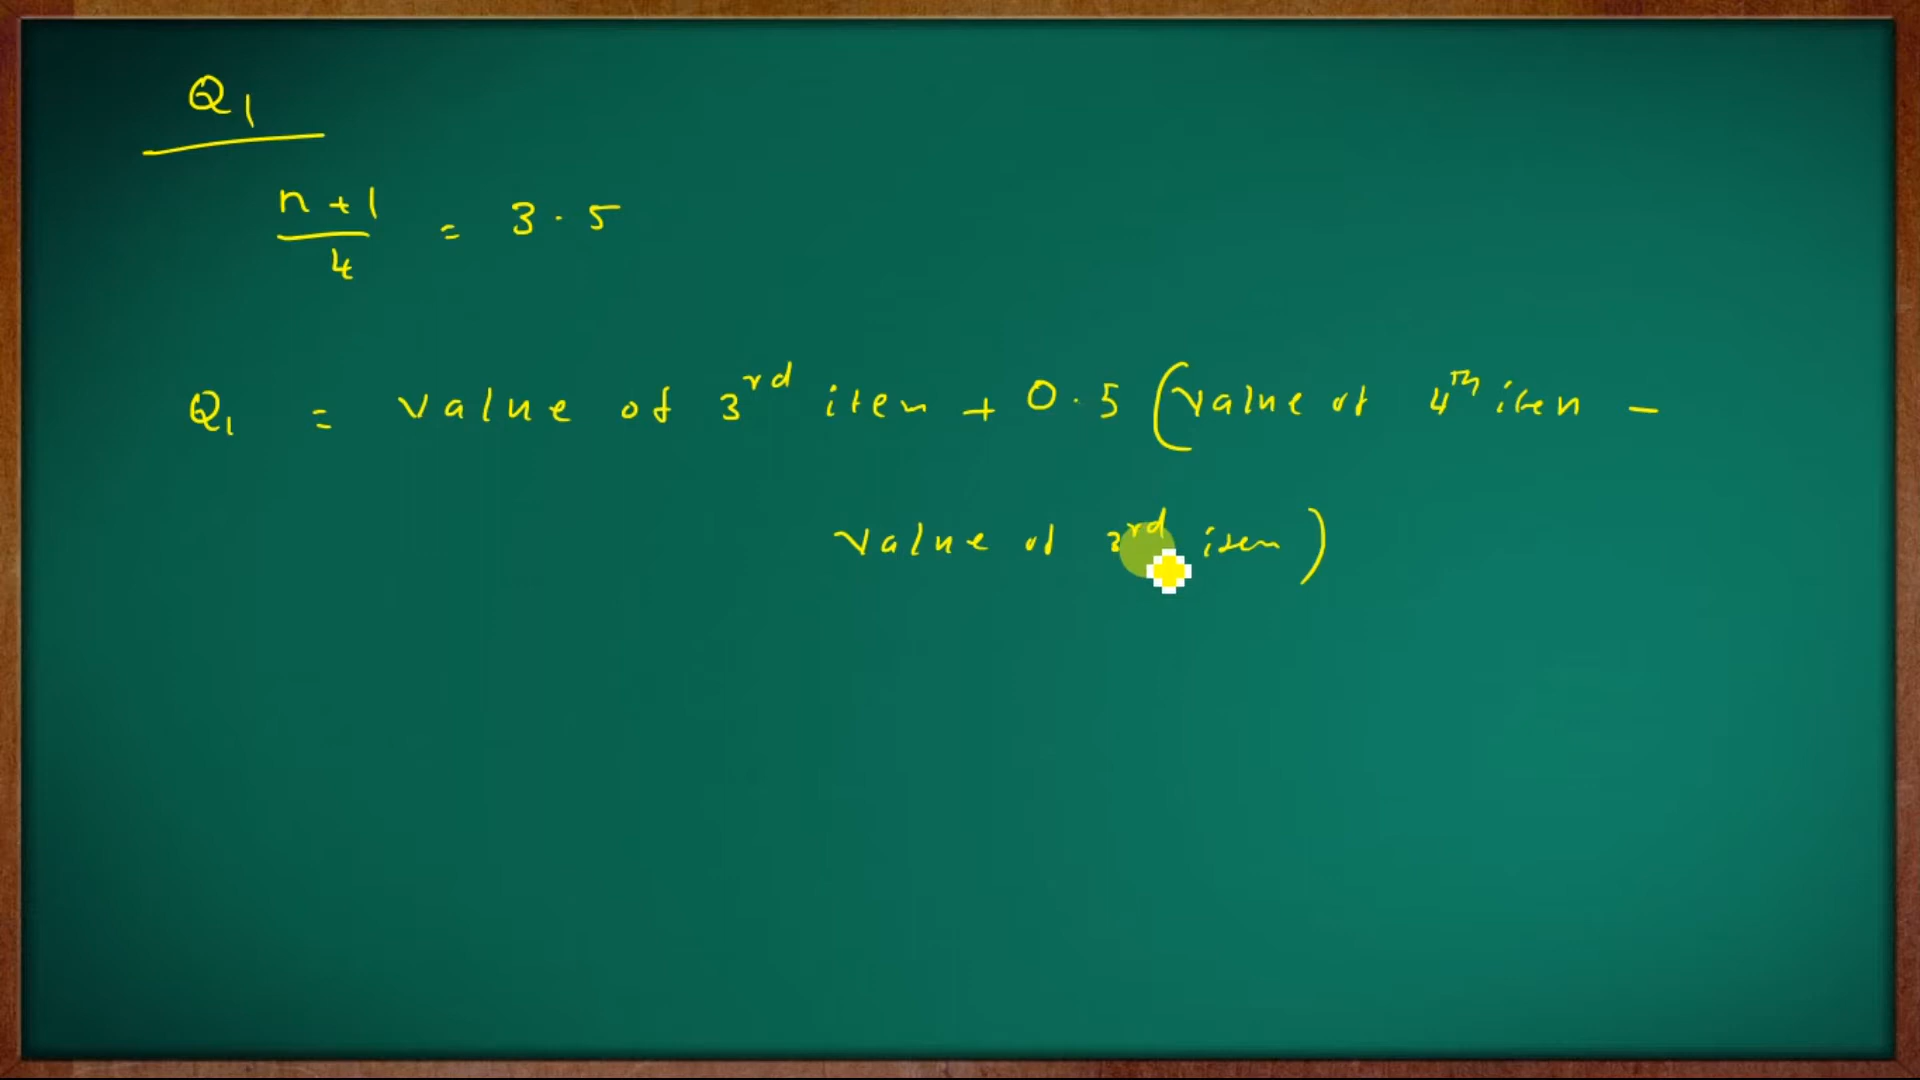 Q1
n + 1 / 4 = 3.5
Q1 = value of 3rd item + 0.5 (value of 4th item -
value of 3rd item)